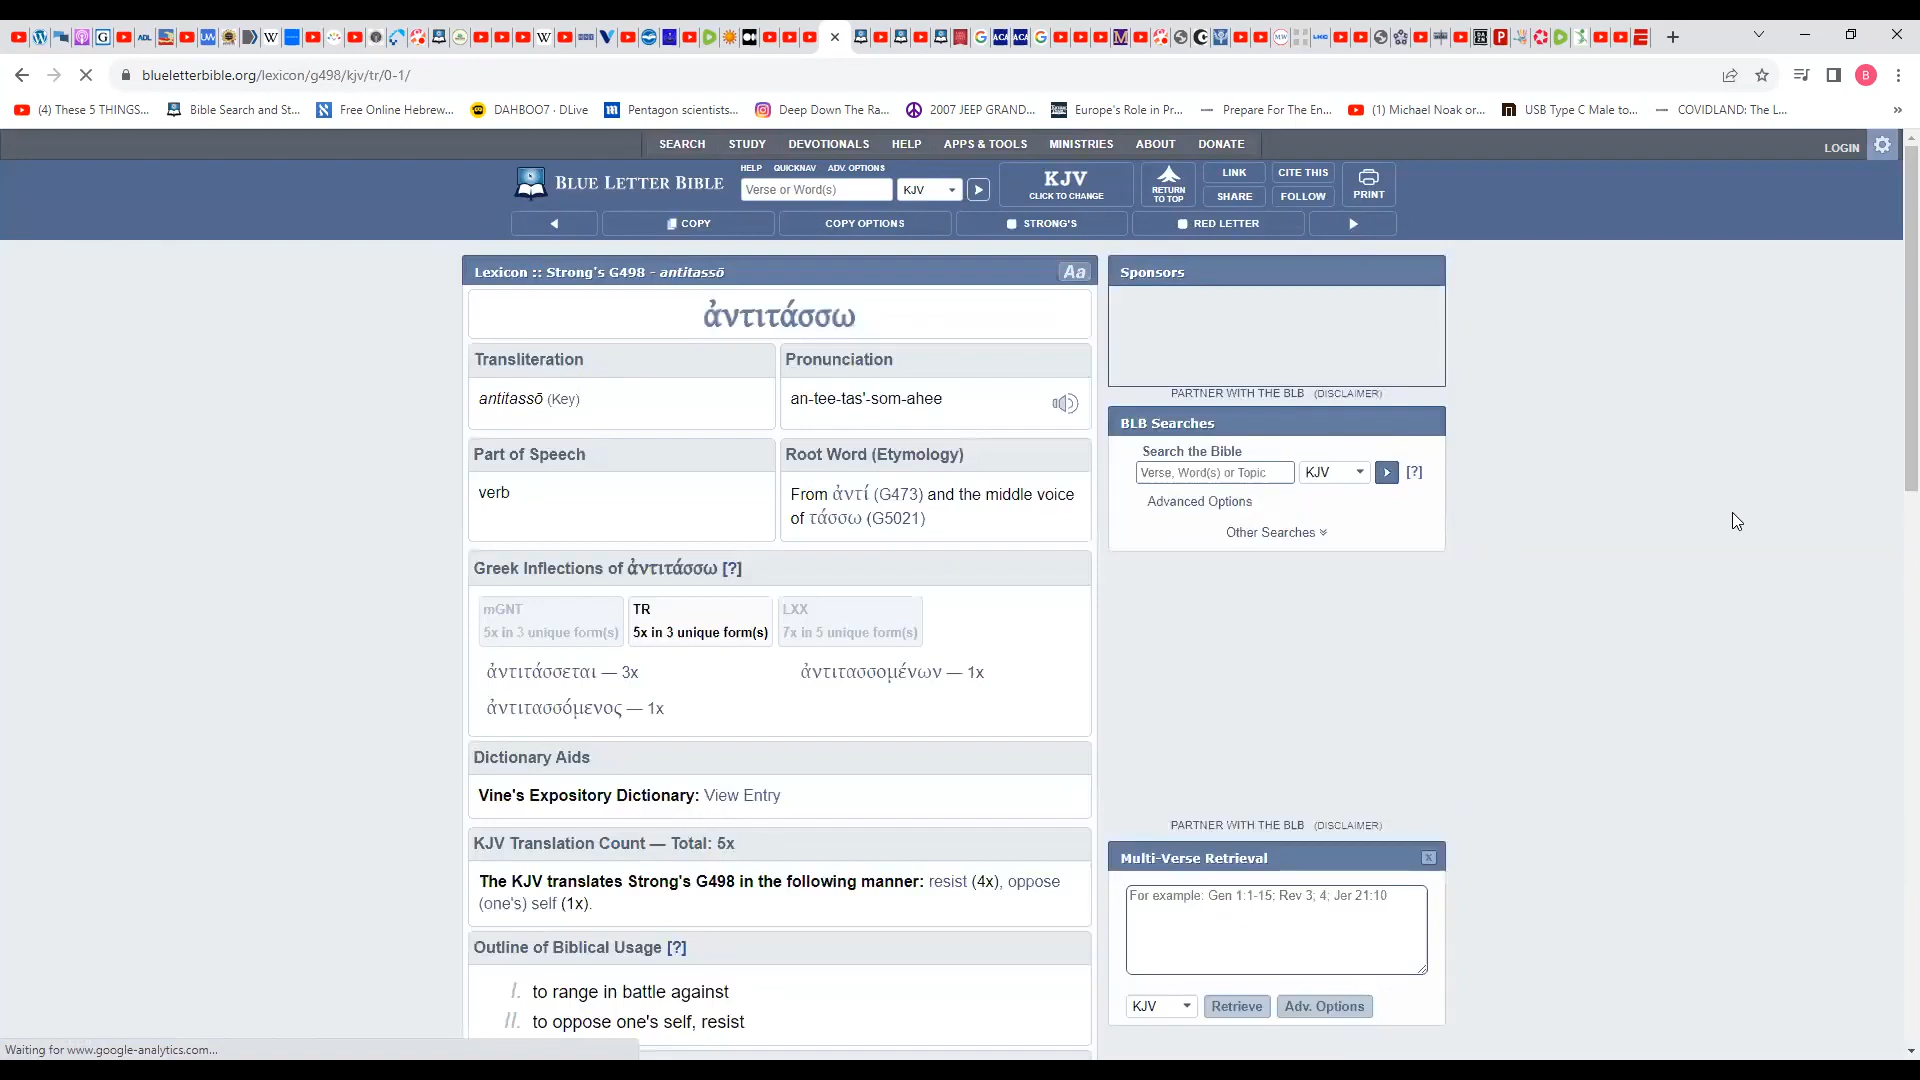 blueletterbible.org/lexicon/g498/kjv/tr/0-1/
B
(4) These 5 THINGS...
Bible Search and St...
Free Online Hebrew...
DAHBOO7 · DLive
Pentagon scientists...
Deep Down The Ra...
2007 JEEP GRAND...
Europe's Role in Pr...
Prepare For The En...
(1) Michael Noak or...
USB Type C Male to...
COVIDLAND: The L...
SEARCH STUDY DEVOTIONALS HELP APPS & TOOLS MINISTRIES ABOUT DONATE
LOGIN
BLUE LETTER BIBLE
HELP QUICKNAV ADV. OPTIONS
Verse or Word(s)
KJV
KJV
CLICK TO CHANGE
RETURN
TO TOP
LINK
CITE THIS
SHARE
FOLLOW
PRINT
COPY
COPY OPTIONS
STRONG'S
RED LETTER
Lexicon :: Strong's G498 - antitassō
Aa
ἀντιτάσσω
Transliteration
antitassō (Key)
Pronunciation
an-tee-tas'-som-ahee
Part of Speech
verb
Root Word (Etymology)
From ἀντί (G473) and the middle voice
of τάσσω (G5021)
Greek Inflections of ἀντιτάσσω [?]
mGNT
5x in 3 unique form(s)
TR
5x in 3 unique form(s)
LXX
7x in 5 unique form(s)
ἀντιτάσσεται — 3x
ἀντιτασσομένων — 1x
ἀντιτασσόμενος — 1x
Dictionary Aids
Vine's Expository Dictionary: View Entry
KJV Translation Count — Total: 5x
The KJV translates Strong's G498 in the following manner: resist (4x), oppose
(one's) self (1x).
Outline of Biblical Usage [?]
I. to range in battle against
II. to oppose one's self, resist
Sponsors
PARTNER WITH THE BLB (DISCLAIMER)
BLB Searches
Search the Bible
Verse, Word(s) or Topic
KJV
[?]
Advanced Options
Other Searches
PARTNER WITH THE BLB (DISCLAIMER)
Multi-Verse Retrieval
x
For example: Gen 1:1-15; Rev 3; 4; Jer 21:10
KJV
Retrieve
Adv. Options
Waiting for www.google-analytics.com...